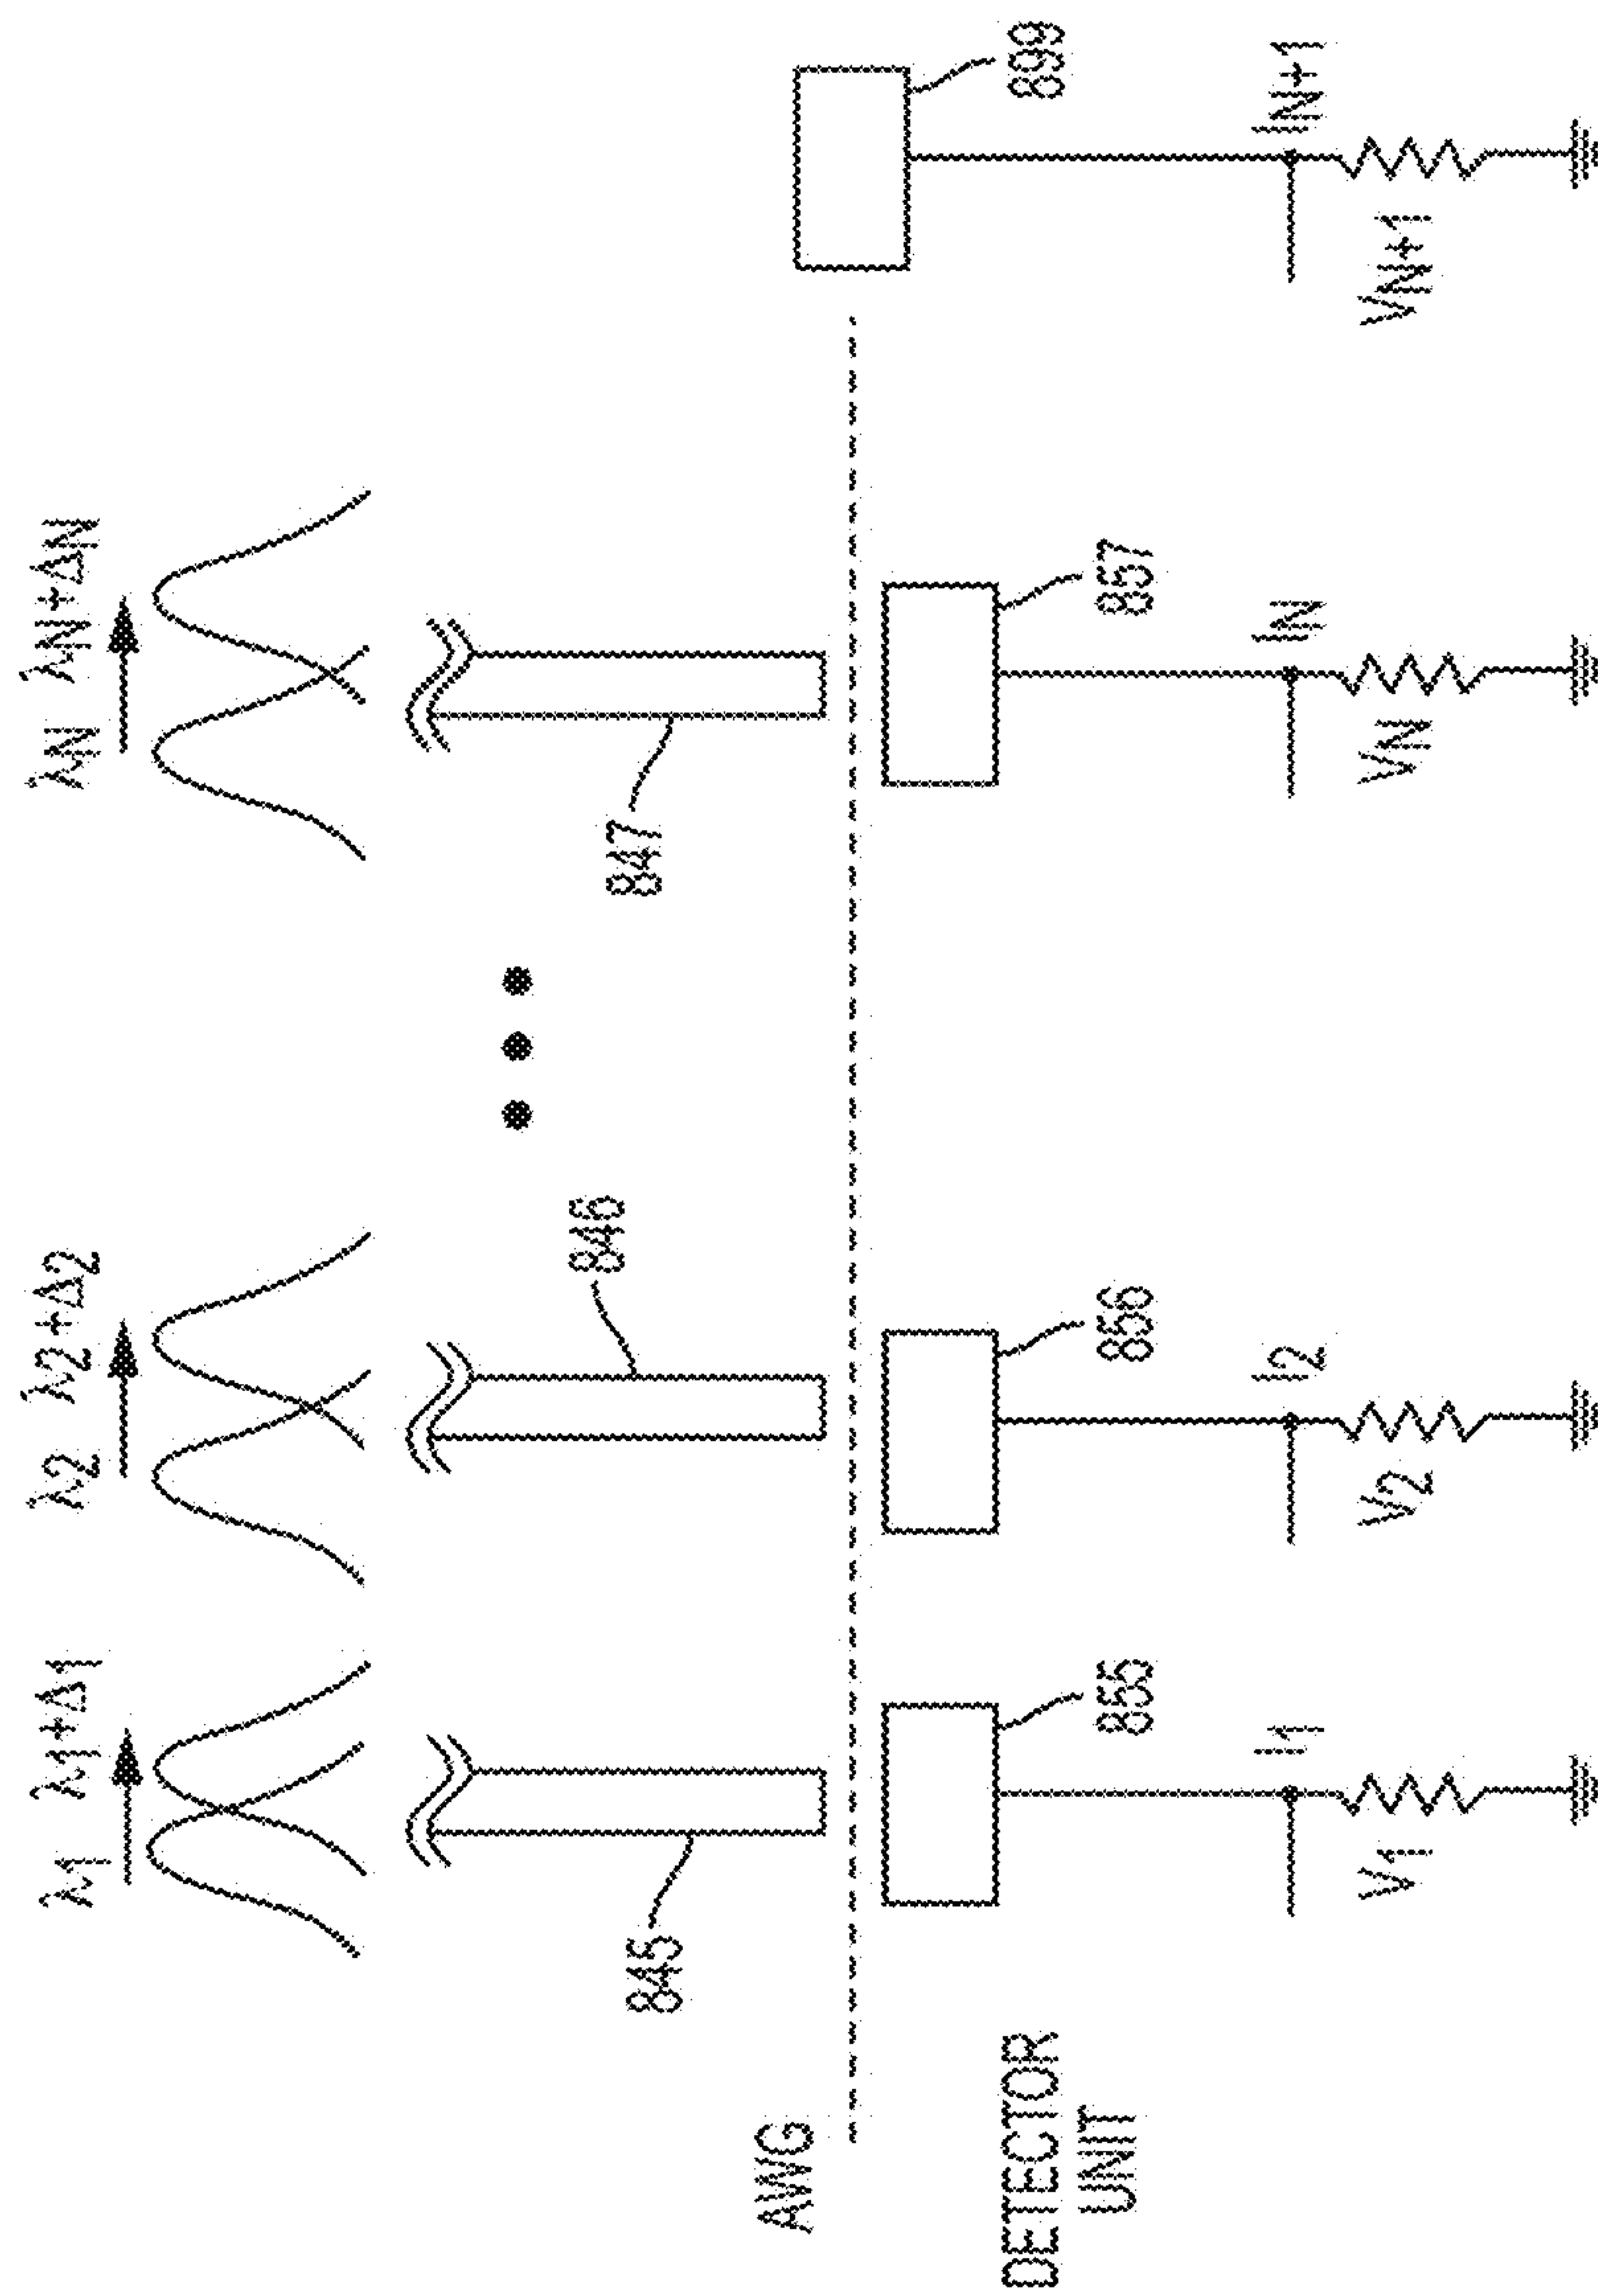 λ1 λ1+Δ1
λ2 λ2+Δ2
λN λN+ΔN
845
846
847
AWG
DETECTOR
UNIT
855
856
857
899
I1
I2
IN
IN+1
V1
V2
VN
VN+1